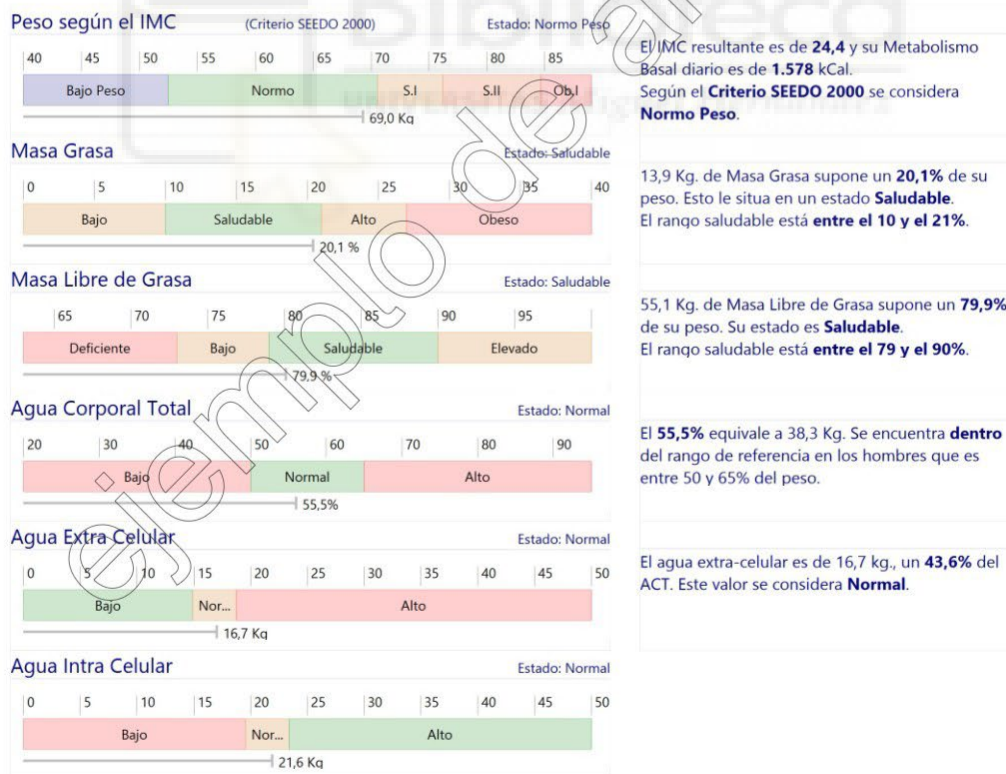 Biblioteca
UNIVERSITAS Miguel Hernández
Peso según el IMC (Criterio SEEDO 2000) Estado: Normo Peso
40 45 50 55 60 65 70 75 80 85
Bajo Peso Normo S.I S.II Ob.I
69,0 Kg
El IMC resultante es de 24,4 y su Metabolismo
Basal diario es de 1.578 kCal.
Según el Criterio SEEDO 2000 se considera
Normo Peso.
Masa Grasa Estado: Saludable
0 5 10 15 20 25 30 35 40
Bajo Saludable Alto Obeso
20,1 %
13,9 Kg. de Masa Grasa supone un 20,1% de su
peso. Esto le situa en un estado Saludable.
El rango saludable está entre el 10 y el 21%.
Masa Libre de Grasa Estado: Saludable
65 70 75 80 85 90 95
Deficiente Bajo Saludable Elevado
79,9 %
55,1 Kg. de Masa Libre de Grasa supone un 79,9%
de su peso. Su estado es Saludable.
El rango saludable está entre el 79 y el 90%.
Agua Corporal Total Estado: Normal
20 30 40 50 60 70 80 90
Bajo Normal Alto
55,5%
El 55,5% equivale a 38,3 Kg. Se encuentra dentro
del rango de referencia en los hombres que es
entre 50 y 65% del peso.
Agua Extra Celular Estado: Normal
0 5 10 15 20 25 30 35 40 45 50
Bajo Nor... Alto
16,7 Kg
El agua extra-celular es de 16,7 kg., un 43,6% del
ACT. Este valor se considera Normal.
Agua Intra Celular Estado: Normal
0 5 10 15 20 25 30 35 40 45 50
Bajo Nor... Alto
21,6 Kg
ejemplo de